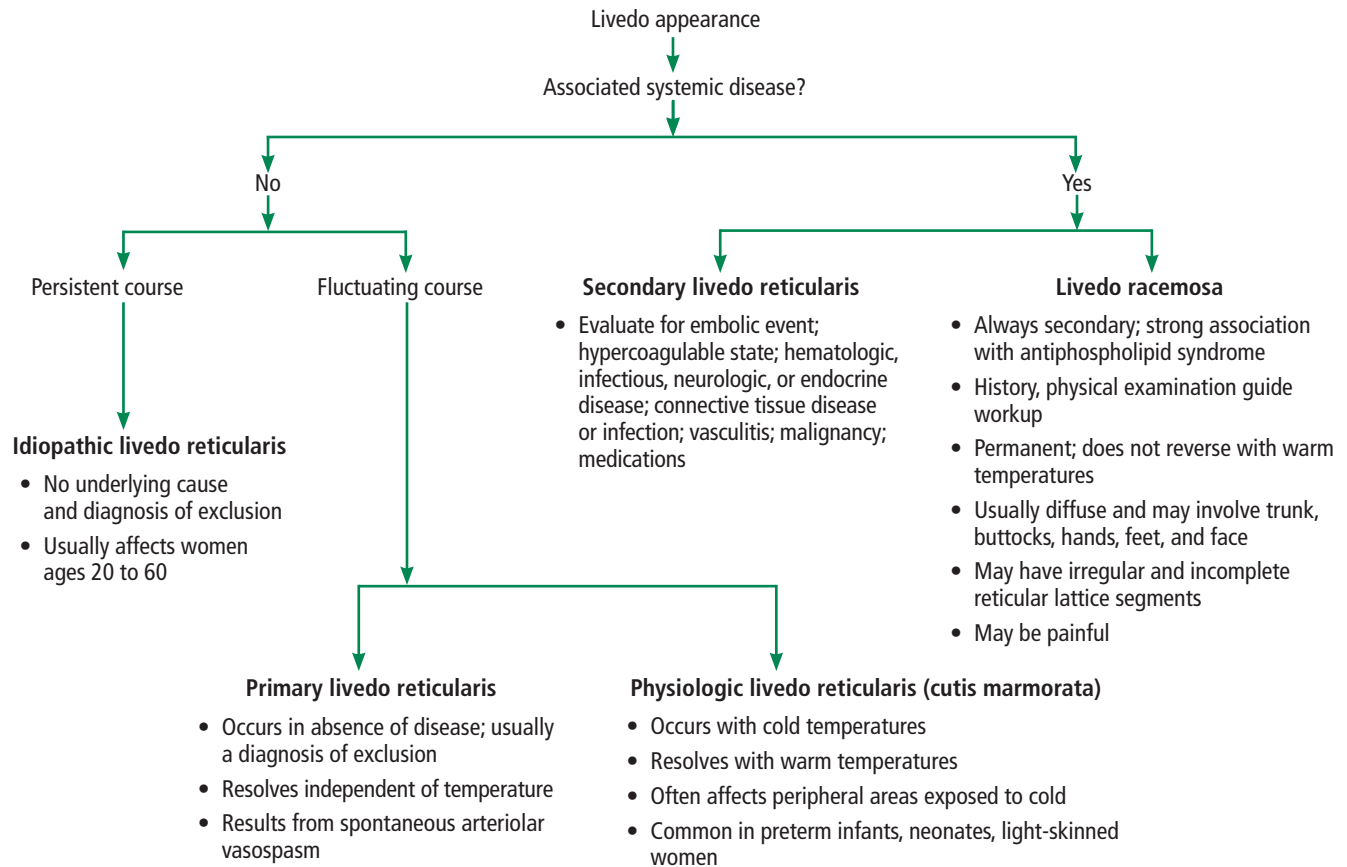 Livedo appearance
Associated systemic disease?
No
Yes
Persistent course
Fluctuating course
Idiopathic livedo reticularis
• No underlying cause
and diagnosis of exclusion
• Usually affects women
ages 20 to 60
Secondary livedo reticularis
• Evaluate for embolic event;
hypercoagulable state; hematologic,
infectious, neurologic, or endocrine
disease; connective tissue disease
or infection; vasculitis; malignancy;
medications
Livedo racemosa
• Always secondary; strong association
with antiphospholipid syndrome
• History, physical examination guide
workup
• Permanent; does not reverse with warm
temperatures
• Usually diffuse and may involve trunk,
buttocks, hands, feet, and face
• May have irregular and incomplete
reticular lattice segments
• May be painful
Primary livedo reticularis
• Occurs in absence of disease; usually
a diagnosis of exclusion
• Resolves independent of temperature
• Results from spontaneous arteriolar
vasospasm
Physiologic livedo reticularis (cutis marmorata)
• Occurs with cold temperatures
• Resolves with warm temperatures
• Often affects peripheral areas exposed to cold
• Common in preterm infants, neonates, light-skinned
women